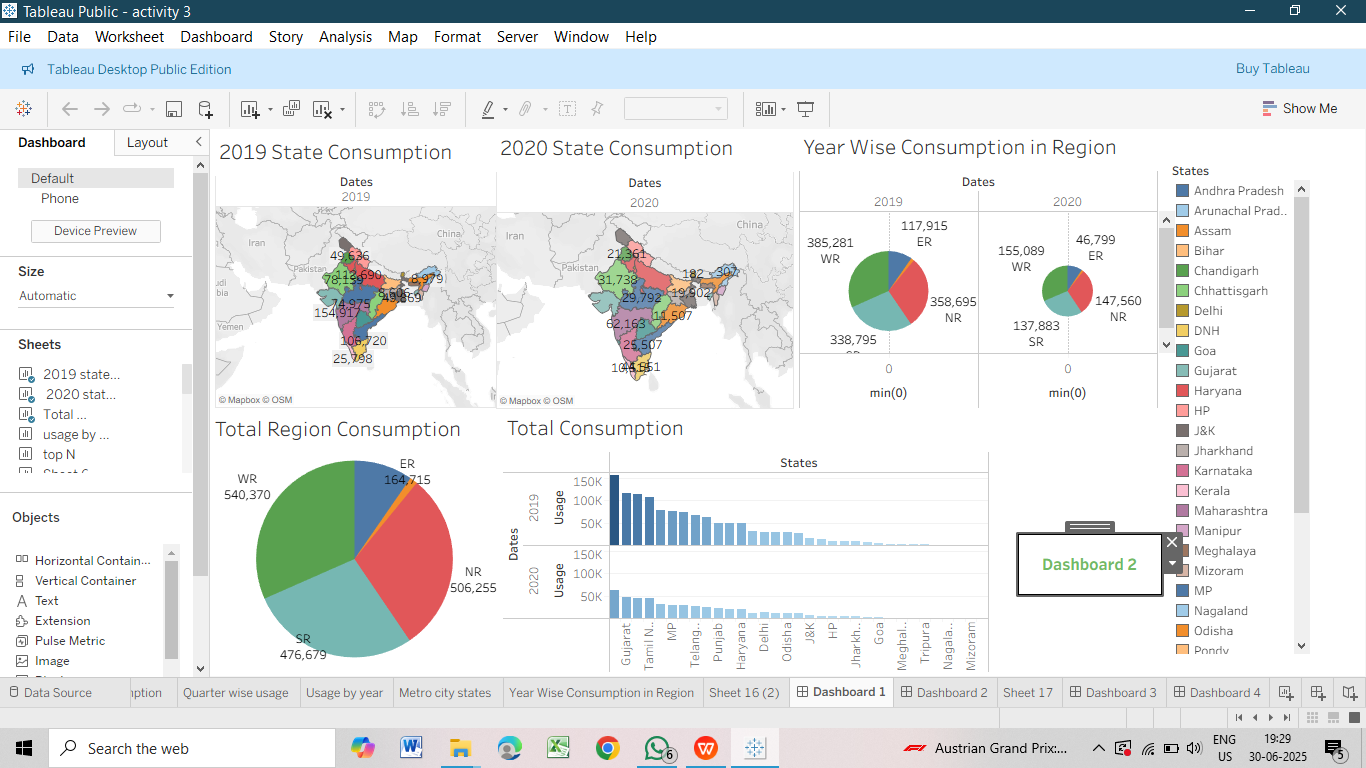 Tableau Public - activity 3
File Data Worksheet Dashboard Story Analysis Map Format Server Window Help
Tableau Desktop Public Edition
Buy Tableau
Show Me
Dashboard
Layout
Default
Phone
Device Preview
Size
Automatic
Sheets
2019 state...
2020 stat...
Total ...
usage by ...
top N
Objects
Horizontal Contain...
Vertical Container
Text
Extension
Pulse Metric
Image
2019 State Consumption
Dates
2019
Iran
China
Pakistan
Yemen
49,636
78,159
113,690
8,979
74,975
154,917
106,720
25,798
© Mapbox © OSM
2020 State Consumption
Dates
2020
Iran
China
Pakistan
21,361
31,738
182
307
29,792
19,902
11,507
62,163
25,507
© Mapbox © OSM
Year Wise Consumption in Region
Dates
2019
2020
385,281
WR
117,915
ER
358,695
NR
338,795
155,089
WR
46,799
ER
147,560
NR
137,883
SR
0
0
min(0)
min(0)
Total Region Consumption
WR
540,370
ER
164,715
NR
506,255
SR
476,679
Total Consumption
States
Dates
2019
Usage
150K
100K
50K
2020
Usage
150K
100K
50K
Gujarat
Tamil N..
MP
Telang..
Punjab
Haryana
Delhi
Odisha
J&K
HP
Jharkh..
Goa
Meghal..
Tripura
Nagala..
Mizoram
Dashboard 2
States
Andhra Pradesh
Arunachal Prad..
Assam
Bihar
Chandigarh
Chhattisgarh
Delhi
DNH
Goa
Gujarat
Haryana
HP
J&K
Jharkhand
Karnataka
Kerala
Maharashtra
Manipur
Meghalaya
Mizoram
MP
Nagaland
Odisha
Pondy
Data Source
Quarter wise usage
Usage by year
Metro city states
Year Wise Consumption in Region
Sheet 16 (2)
Dashboard 1
Dashboard 2
Sheet 17
Dashboard 3
Dashboard 4
Search the web
6
Austrian Grand Prix:...
ENG
US
19:29
30-06-2025
5